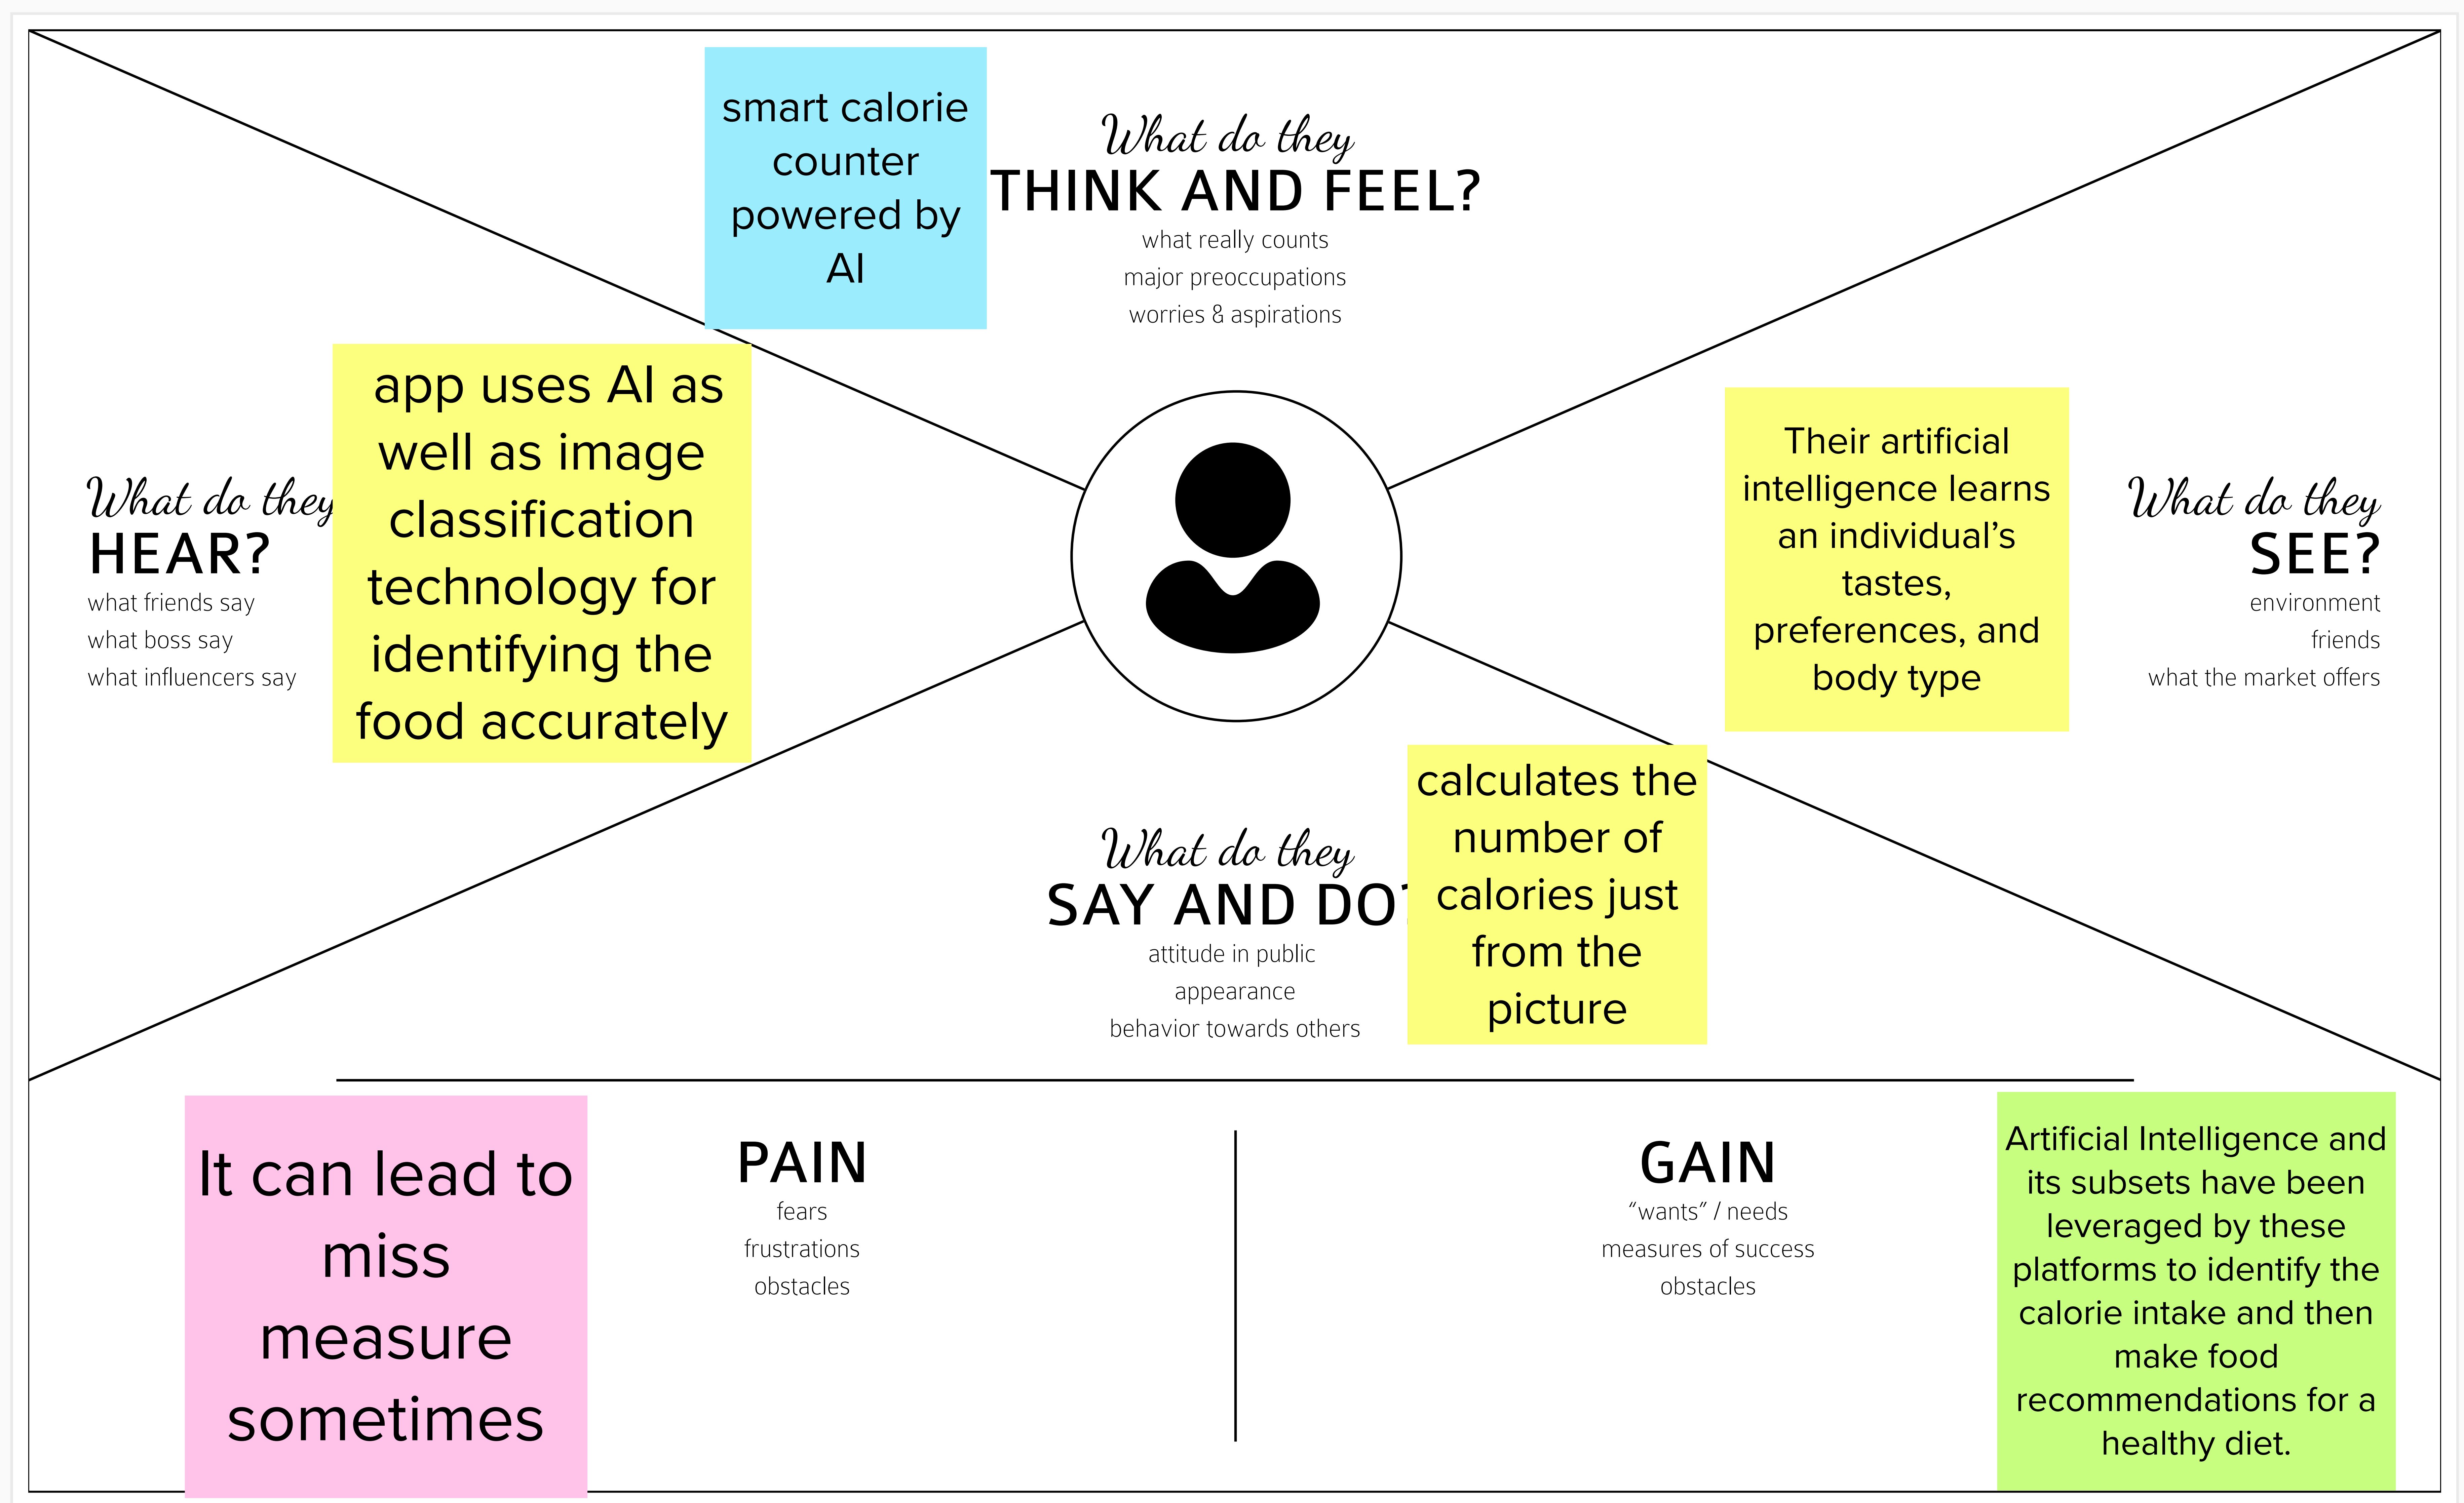 smart calorie
counter
powered by
AI
What do they
THINK AND FEEL?
what really counts
major preoccupations
worries & aspirations
What do they
HEAR?
what friends say
what boss say
what influencers say
app uses AI as
well as image
classification
technology for
identifying the
food accurately
Their artificial
intelligence learns
an individual’s
tastes,
preferences, and
body type
What do they
SEE?
environment
friends
what the market offers
What do they
SAY AND DO?
attitude in public
appearance
behavior towards others
calculates the
number of
calories just
from the
picture
It can lead to
miss
measure
sometimes
PAIN
fears
frustrations
obstacles
GAIN
“wants” / needs
measures of success
obstacles
Artificial Intelligence and
its subsets have been
leveraged by these
platforms to identify the
calorie intake and then
make food
recommendations for a
healthy diet.